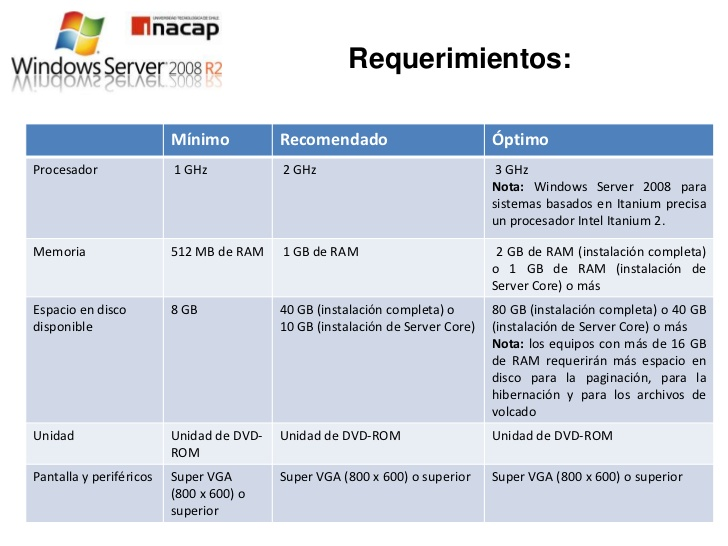 UNIVERSIDAD TECNOLOGICA DE CHILE
inacap
Windows Server 2008 R2
Requerimientos:
Mínimo Recomendado Óptimo
Procesador 1 GHz 2 GHz 3 GHz
Nota: Windows Server 2008 para
sistemas basados en Itanium precisa
un procesador Intel Itanium 2.
Memoria 512 MB de RAM 1 GB de RAM 2 GB de RAM (instalación completa)
o 1 GB de RAM (instalación de
Server Core) o más
Espacio en disco
disponible
8 GB
40 GB (instalación completa) o
10 GB (instalación de Server Core)
80 GB (instalación completa) o 40 GB
(instalación de Server Core) o más
Nota: los equipos con más de 16 GB
de RAM requerirán más espacio en
disco para la paginación, para la
hibernación y para los archivos de
volcado
Unidad
Unidad de DVD-
ROM
Unidad de DVD-ROM
Unidad de DVD-ROM
Pantalla y periféricos
Super VGA
(800 x 600) o
superior
Super VGA (800 x 600) o superior
Super VGA (800 x 600) o superior